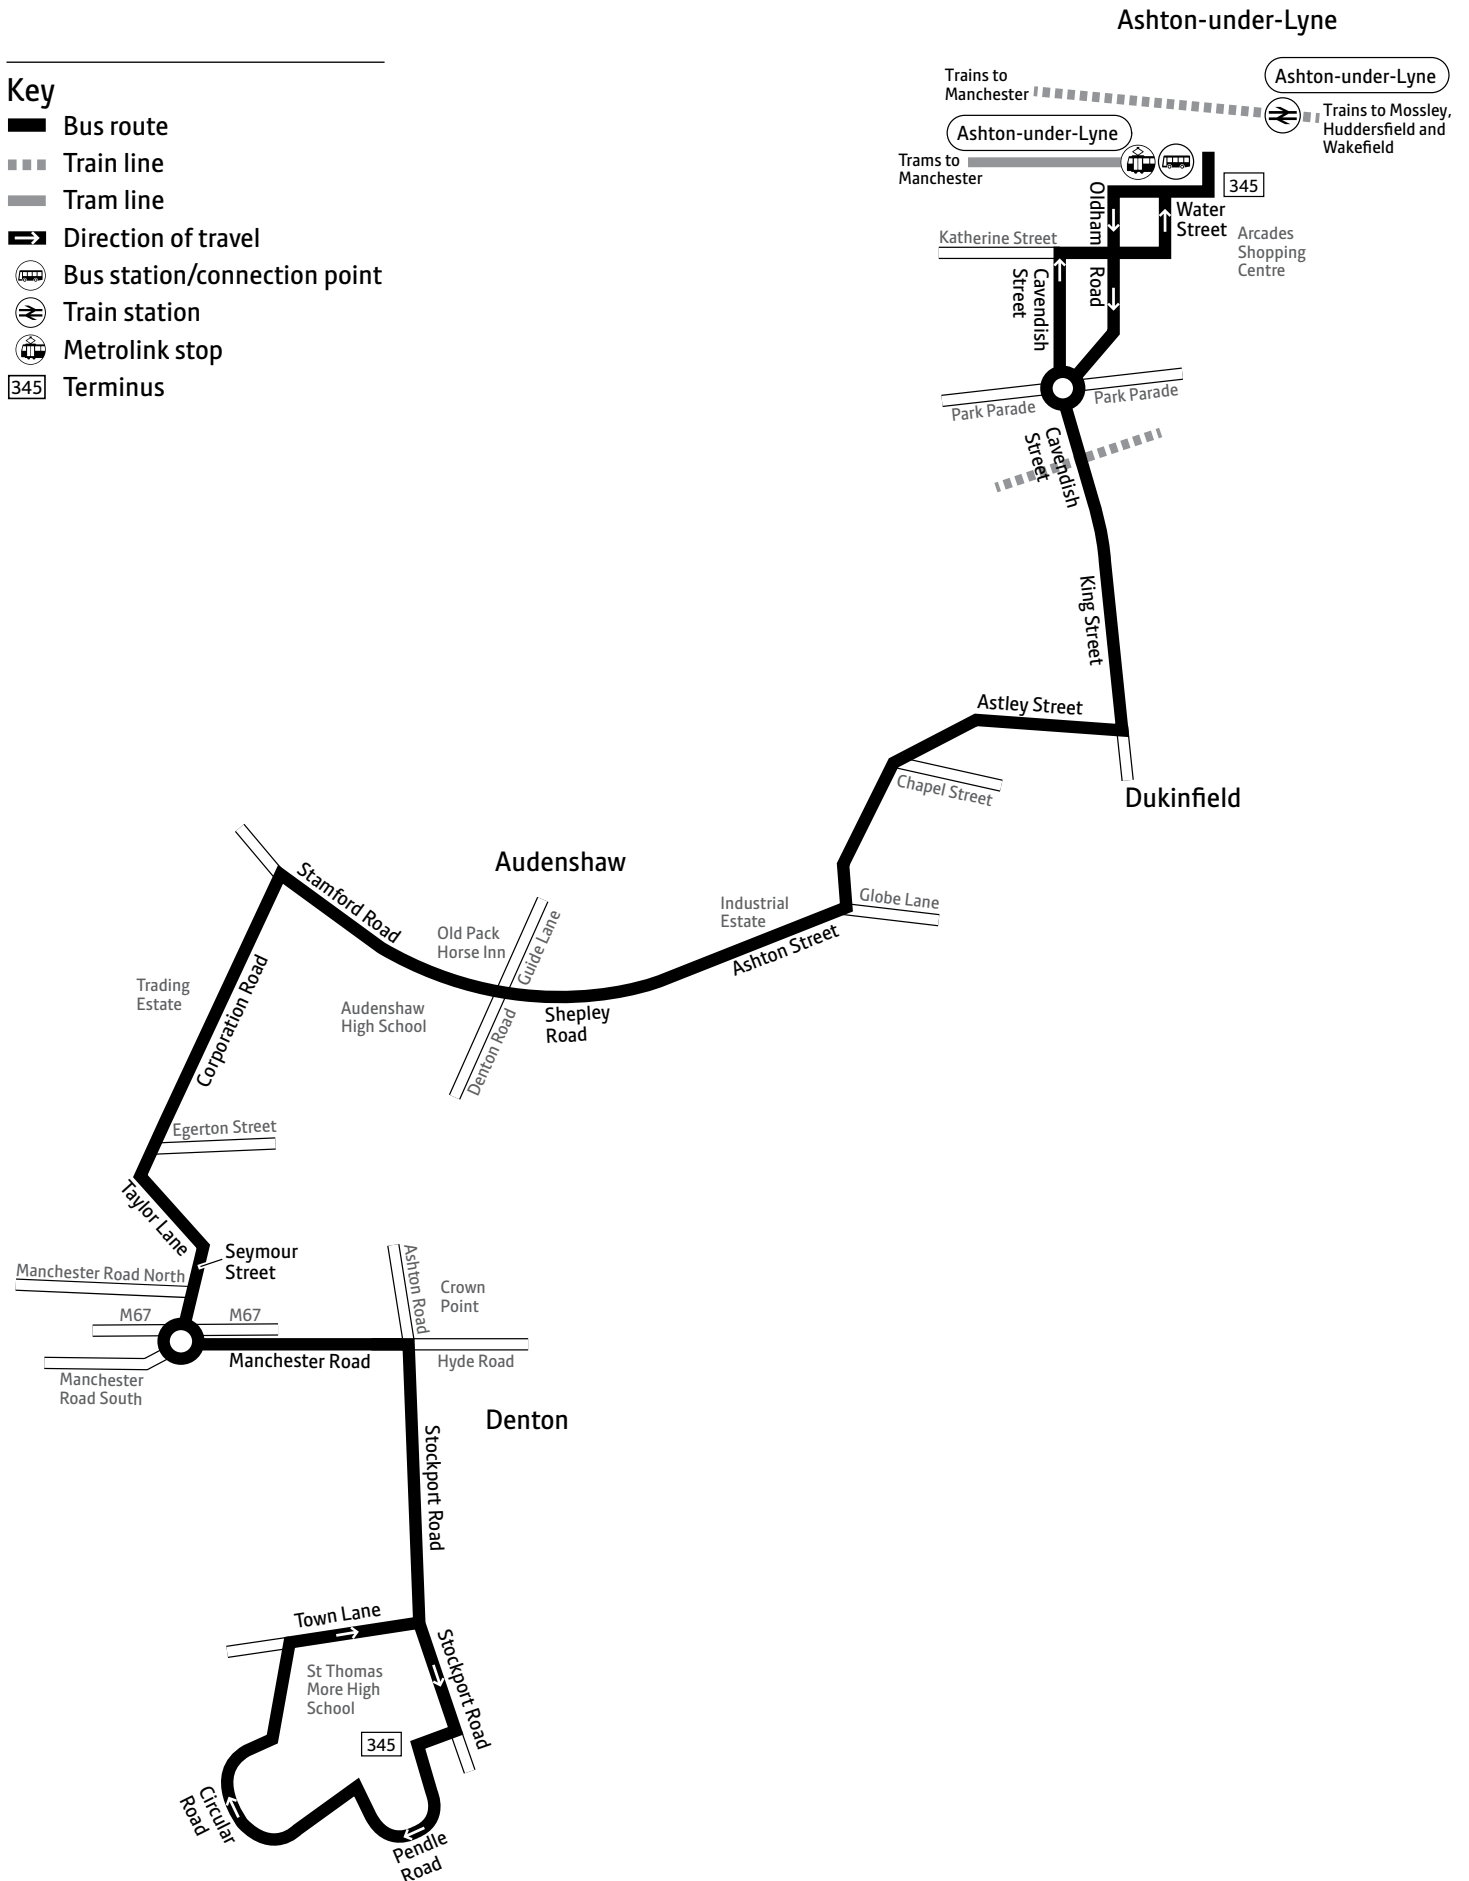 Ashton-under-Lyne
Key
Bus route
Train line
Tram line
Direction of travel
Bus station/connection point
Train station
Metrolink stop
345 Terminus
Trains to
Manchester
Ashton-under-Lyne
Trains to Mossley,
Huddersfield and
Wakefield
Ashton-under-Lyne
Trams to
Manchester
345
Oldham
Road
Water
Street
Arcades
Shopping
Centre
Katherine Street
Cavendish
Street
Park Parade
Park Parade
Cavendish
Street
King Street
Astley Street
Chapel Street
Dukinfield
Globe Lane
Industrial
Estate
Ashton Street
Audenshaw
Stamford Road
Old Pack
Horse Inn
Guide Lane
Audenshaw
High School
Denton Road
Shepley
Road
Trading
Estate
Corporation Road
Egerton Street
Taylor Lane
Seymour
Street
Manchester Road North
M67
M67
Manchester
Road South
Manchester Road
Ashton Road
Crown
Point
Hyde Road
Denton
Stockport Road
Town Lane
St Thomas
More High
School
Stockport Road
345
Circular
Road
Pendle
Road